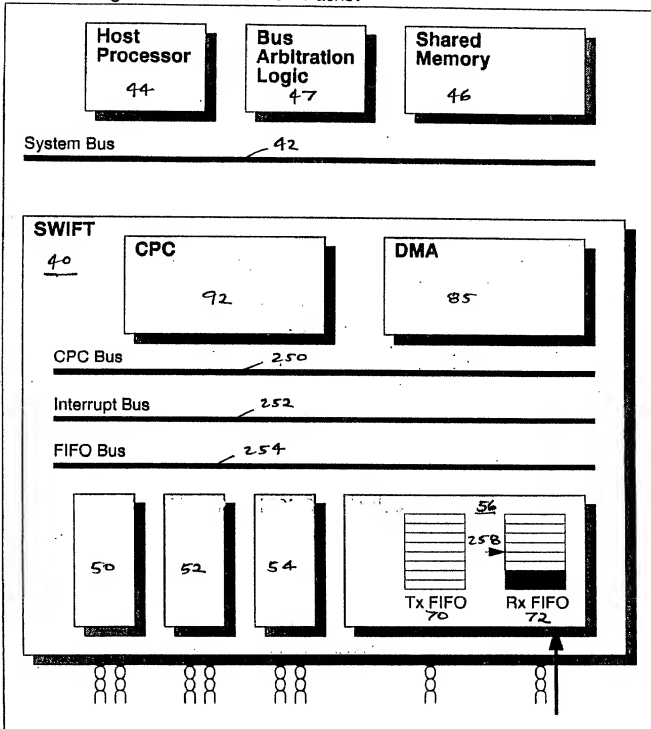 Host Processor
44
Bus Arbitration Logic
47
Shared Memory
46
System Bus
42
SWIFT
40
CPC
92
DMA
85
CPC Bus
250
Interrupt Bus
252
FIFO Bus
254
50
52
54
56
258
Tx FIFO
70
Rx FIFO
72